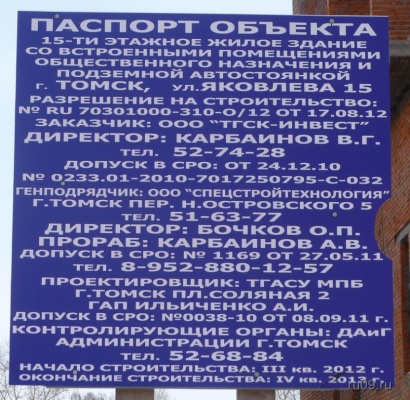 ПАСПОРТ ОБЪЕКТА
15-ТИ ЭТАЖНОЕ ЖИЛОЕ ЗДАНИЕ
СО ВСТРОЕННЫМИ ПОМЕЩЕНИЯМИ
ОБЩЕСТВЕННОГО НАЗНАЧЕНИЯ И
ПОДЗЕМНОЙ АВТОСТОЯНКОЙ
г. ТОМСК, ул.ЯКОВЛЕВА 15
РАЗРЕШЕНИЕ НА СТРОИТЕЛЬСТВО:
№ RU 70301000-310-О/12 ОТ 17.08.12
ЗАКАЗЧИК: ООО "ТГСК-ИНВЕСТ"
ДИРЕКТОР: КАРБАИНОВ В.Г.
ТЕЛ. 52-74-28
ДОПУСК В СРО: ОТ 24.12.10
№ 0233.01-2010-7017250795-С-032
ГЕНПОДРЯДЧИК: ООО "СПЕЦСТРОЙТЕХНОЛОГИЯ"
Г.ТОМСК ПЕР. Н.ОСТРОВСКОГО 5
ТЕЛ. 51-63-77
ДИРЕКТОР: БОЧКОВ О.П.
ПРОРАБ: КАРБАИНОВ А.В.
ДОПУСК В СРО: № 1169 ОТ 27.05.11
ТЕЛ. 8-952-880-12-57
ПРОЕКТИРОВЩИК: ТГАСУ МПБ
Г.ТОМСК ПЛ.СОЛЯНАЯ 2
ГАП ИЛЬИЧЕНКО А.И.
ДОПУСК В СРО: №0038-10 ОТ 08.09.11 г.
КОНТРОЛИРУЮЩИЕ ОРГАНЫ: ДАиГ
АДМИНИСТРАЦИИ Г.ТОМСК
ТЕЛ. 52-68-84
НАЧАЛО СТРОИТЕЛЬСТВА: III КВ. 2012 г.
ОКОНЧАНИЕ СТРОИТЕЛЬСТВА: IV КВ.
ru09.ru